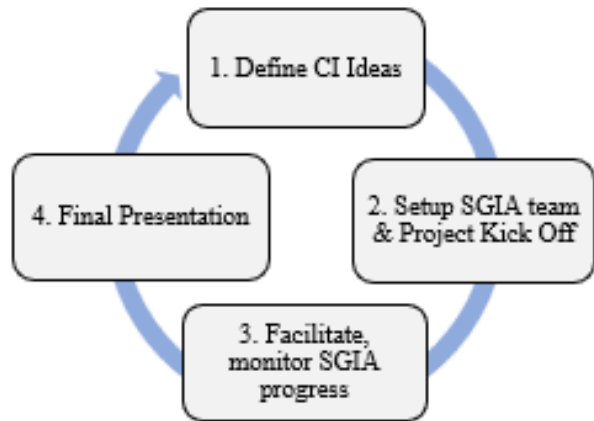 1. Define CI Ideas
2. Setup SGIA team
& Project Kick Off
3. Facilitate,
monitor SGIA
progress
4. Final Presentation